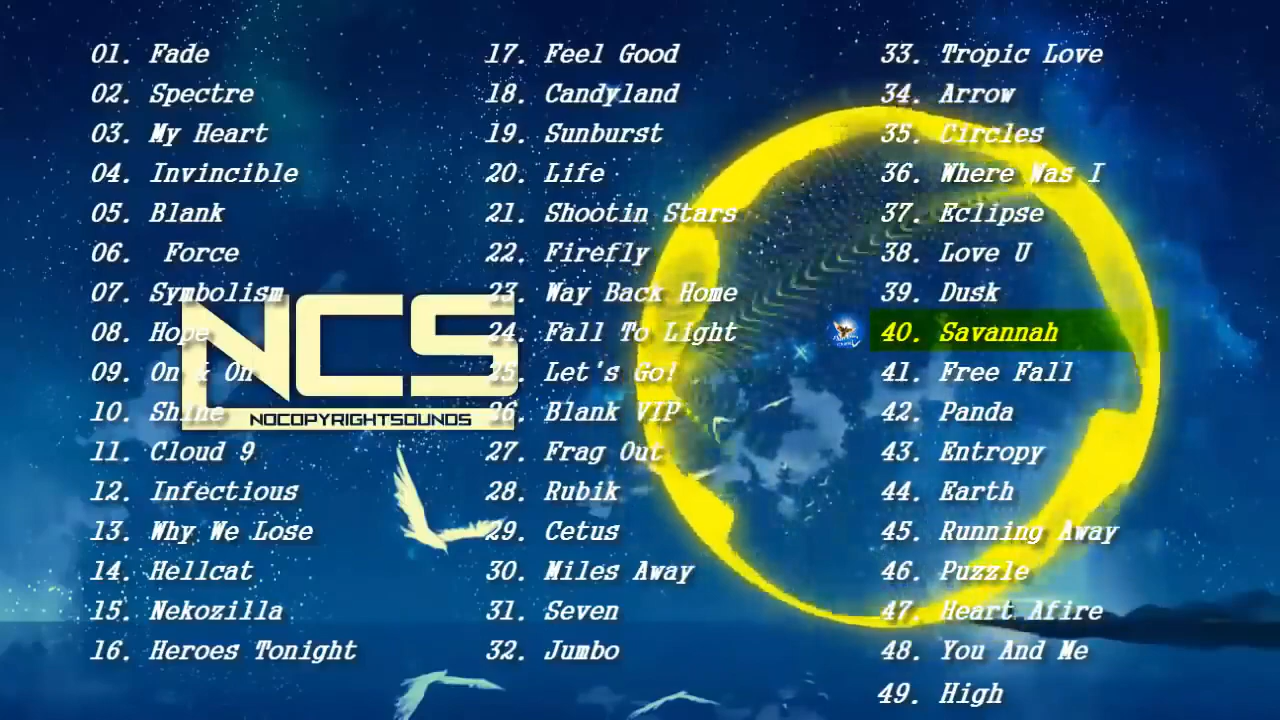 01. Fade
02. Spectre
03. My Heart
04. Invincible
05. Blank
06. Force
07. Symbolism
08. Hope
09. On & On
10. Shine
11. Cloud 9
12. Infectious
13. Why We Lose
14. Hellcat
15. Nekozilla
16. Heroes Tonight
NCS
NOCOPYRIGHTSOUNDS
17. Feel Good
18. Candyland
19. Sunburst
20. Life
21. Shootin Stars
22. Firefly
23. Way Back Home
24. Fall To Light
25. Let's Go!
26. Blank VIP
27. Frag Out
28. Rubik
29. Cetus
30. Miles Away
31. Seven
32. Jumbo
33. Tropic Love
34. Arrow
35. Circles
36. Where Was I
37. Eclipse
38. Love U
39. Dusk
40. Savannah
41. Free Fall
42. Panda
43. Entropy
44. Earth
45. Running Away
46. Puzzle
47. Heart Afire
48. You And Me
49. High